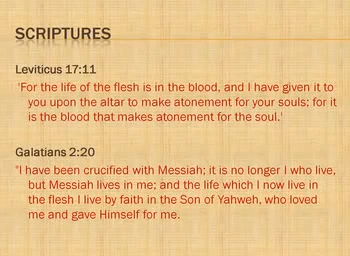 SCRIPTURES
Leviticus 17:11
'For the life of the flesh is in the blood, and I have given it to
you upon the altar to make atonement for your souls; for it
is the blood that makes atonement for the soul.'
Galatians 2:20
"I have been crucified with Messiah; it is no longer I who live,
but Messiah lives in me; and the life which I now live in
the flesh I live by faith in the Son of Yahweh, who loved
me and gave Himself for me.